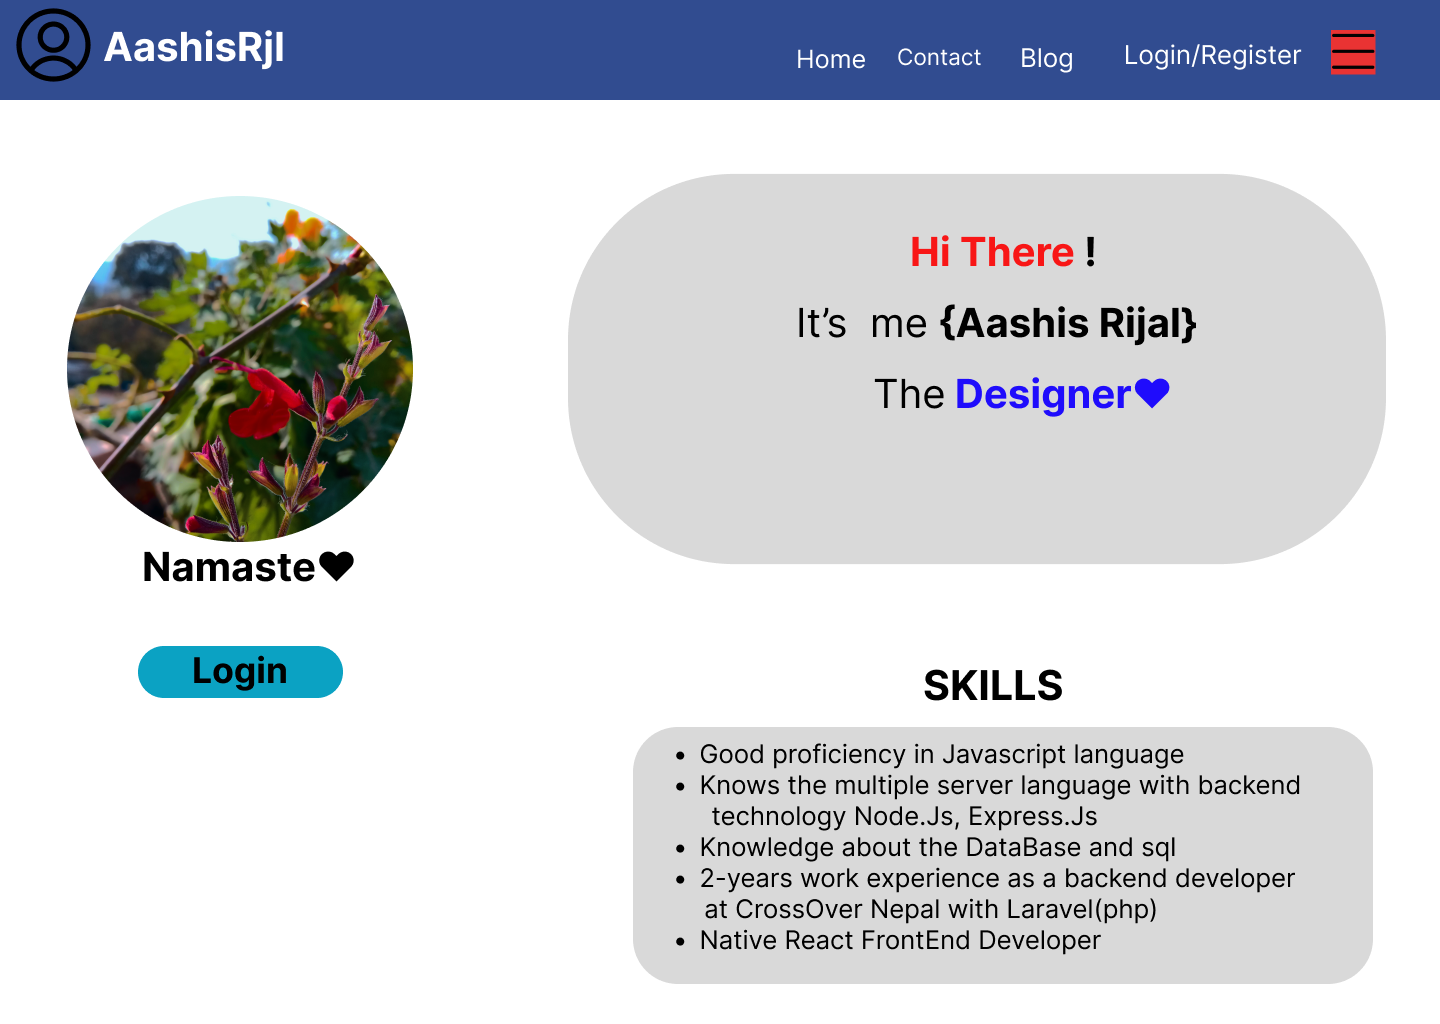 AashisRjl
Home Contact Blog Login/Register
Hi There !
It’s me {Aashis Rijal}
The Designer♥
Namaste♥
Login
SKILLS
• Good proficiency in Javascript language
• Knows the multiple server language with backend
technology Node.Js, Express.Js
• Knowledge about the DataBase and sql
• 2-years work experience as a backend developer
at CrossOver Nepal with Laravel(php)
• Native React FrontEnd Developer